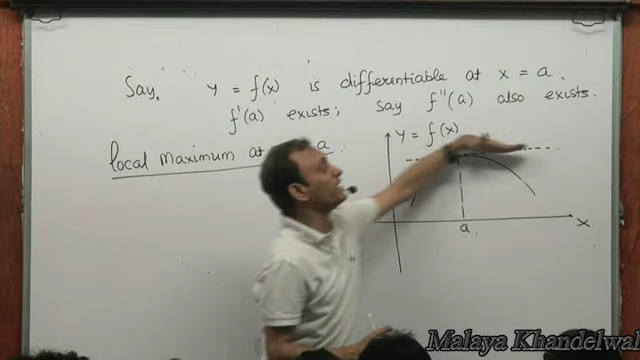 Say, y = f(x) is differentiable at x = a;
f'(a) exists; say f''(a) also exists.
local maximum at a.
y = f(x)
a
x
Malaya Khandelwal